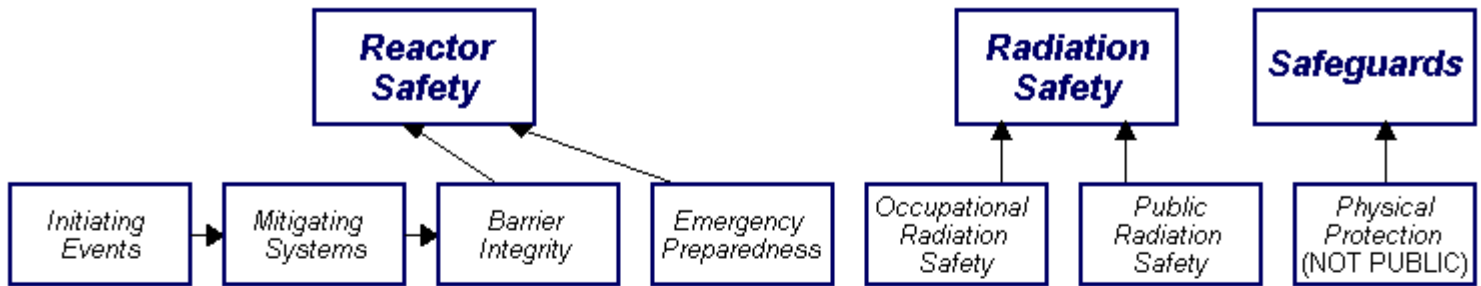 Reactor
Safety
Radiation
Safety
Safeguards
Initiating
Events
Mitigating
Systems
Barrier
Integrity
Emergency
Preparedness
Occupational
Radiation
Safety
Public
Radiation
Safety
Physical
Protection
(NOT PUBLIC)